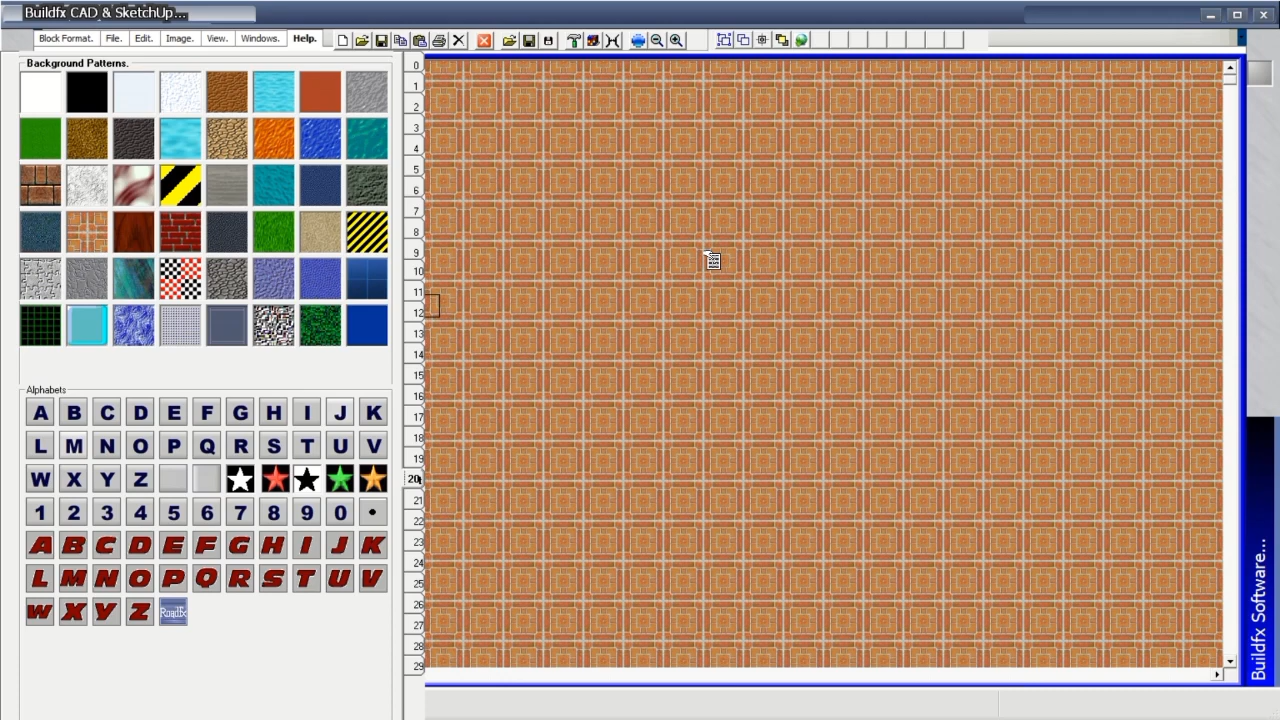 Buildfx CAD & SketchUp...
Block Format. File. Edit. Image. View. Windows. Help.
Background Patterns.
0
1
2
3
4
5
6
7
8
9
10
11
12
13
14
15
16
17
18
19
20
21
22
23
24
25
26
27
28
29
Alphabets
A B C D E F G H I J K
L M N O P Q R S T U V
W X Y Z
1 2 3 4 5 6 7 8 9 0 •
A B C D E F G H I J K
L M N O P Q R S T U V
W X Y Z Roadfx
Buildfx Software...